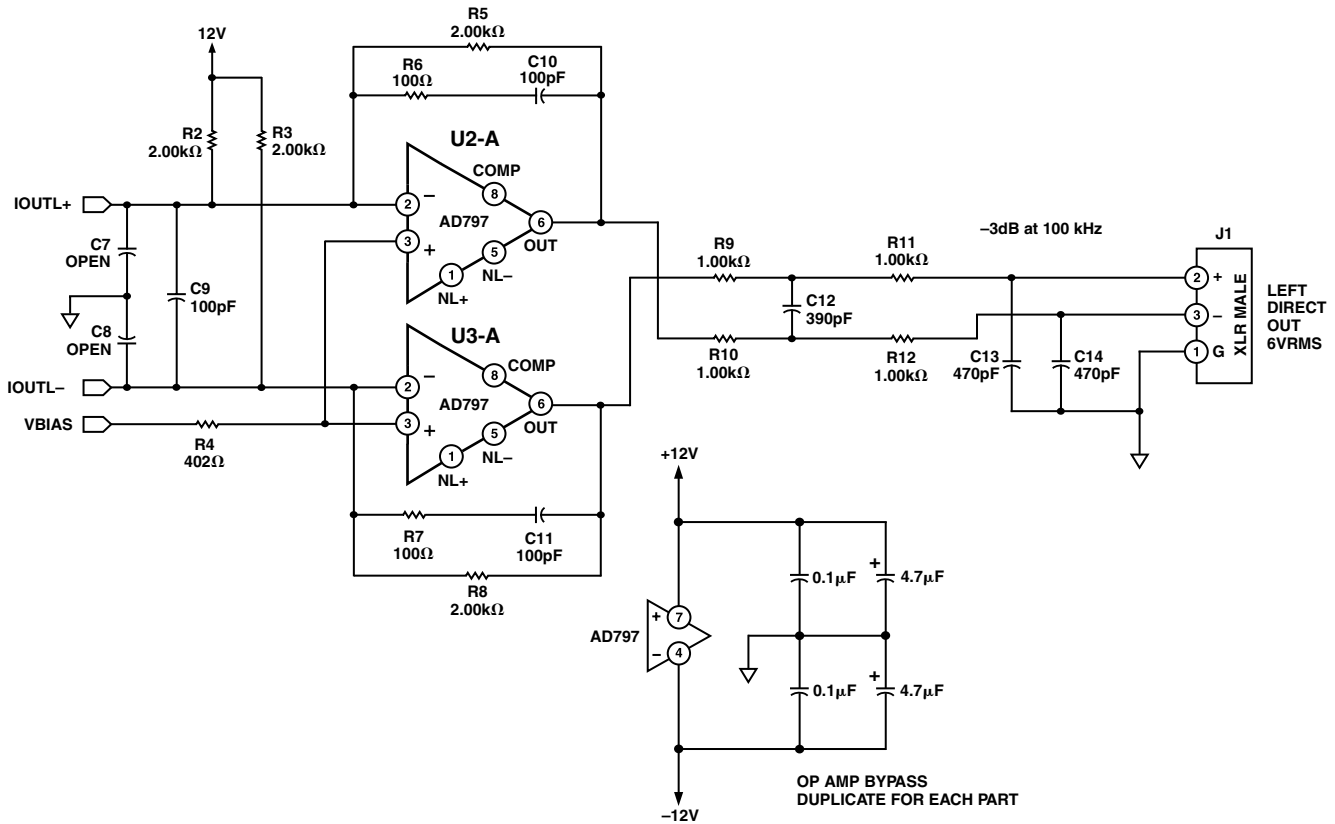 12V
R5
2.00kΩ
R6
100Ω
C10
100pF
R2
2.00kΩ
R3
2.00kΩ
U2-A
COMP
8
IOUTL+
2
–
AD797
6
OUT
3
+
5
NL–
1
NL+
C7
OPEN
C9
100pF
C8
OPEN
U3-A
COMP
8
IOUTL–
2
–
AD797
6
OUT
VBIAS
3
+
5
NL–
1
NL+
R4
402Ω
R7
100Ω
C11
100pF
R8
2.00kΩ
R9
1.00kΩ
R11
1.00kΩ
–3dB at 100 kHz
C12
390pF
R10
1.00kΩ
R12
1.00kΩ
C13
470pF
C14
470pF
J1
2
+
3
–
1
G
XLR MALE
LEFT
DIRECT
OUT
6VRMS
+12V
0.1μF
+
4.7μF
AD797
+
7
–
4
0.1μF
+
4.7μF
–12V
OP AMP BYPASS
DUPLICATE FOR EACH PART